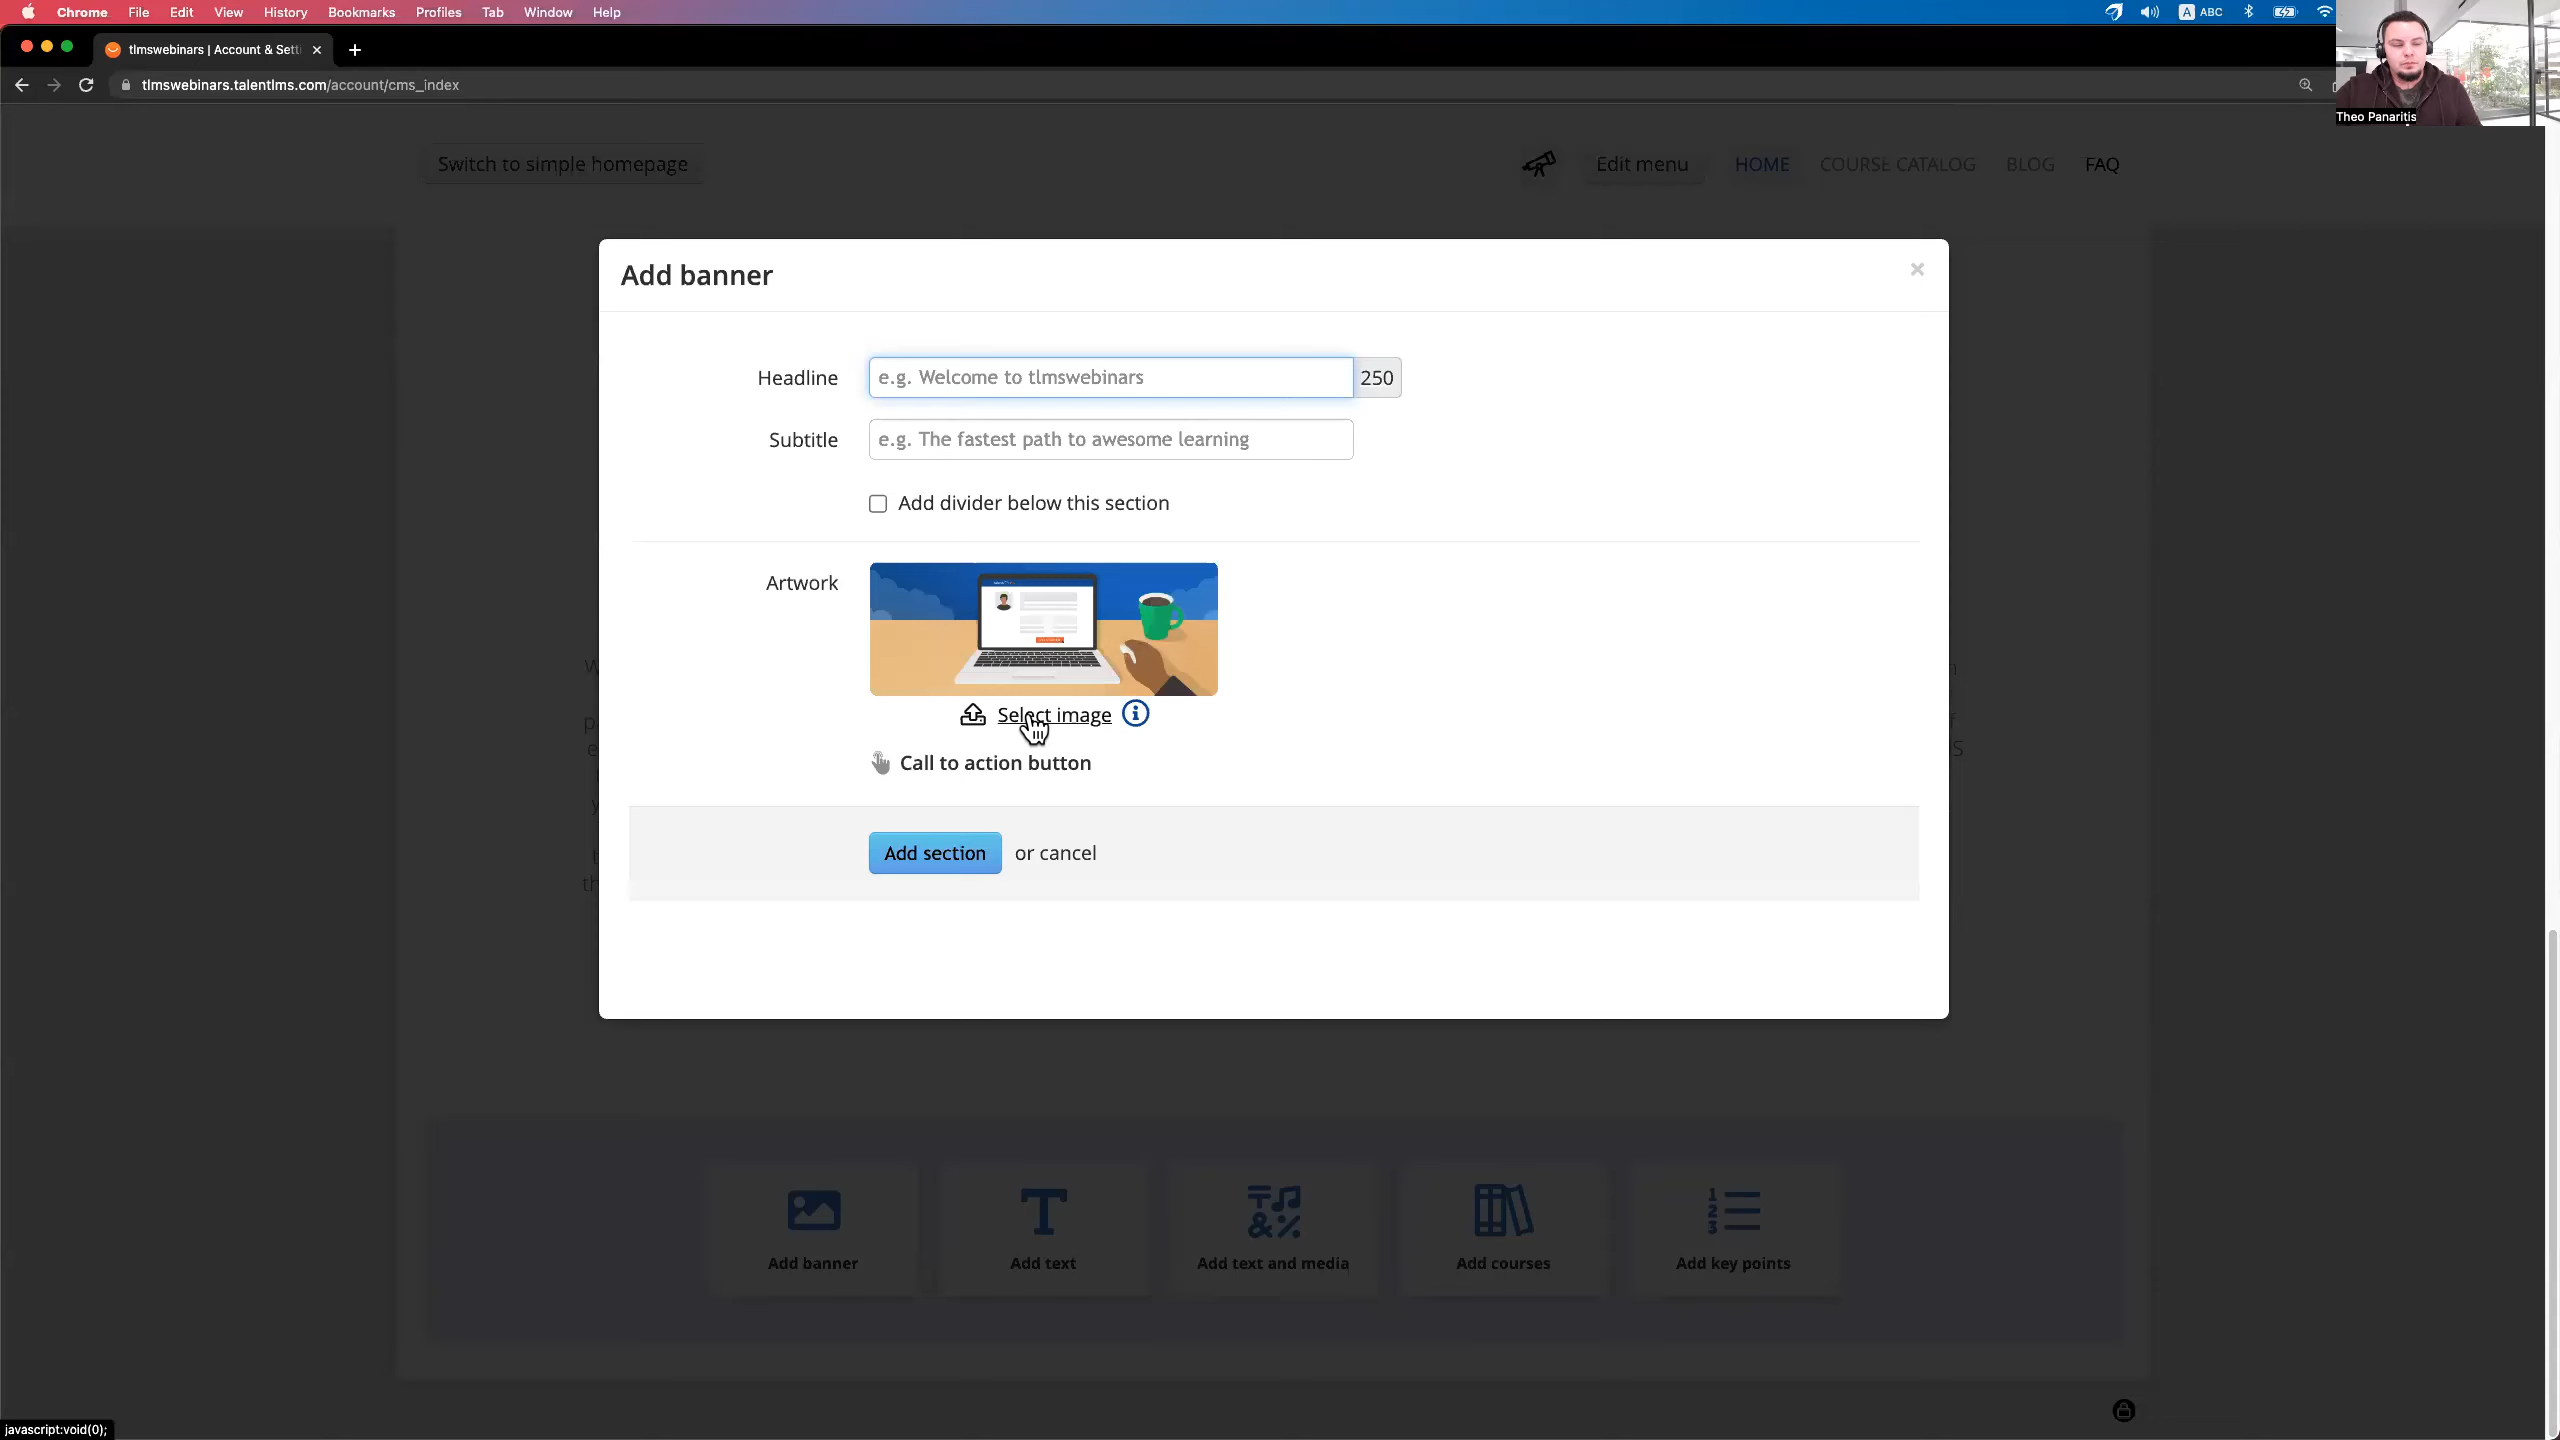 Chrome File Edit View History Bookmarks Profiles Tab Window Help
A ABC
tlmswebinars | Account & Setti
tlmswebinars.talentlms.com/account/cms_index
Theo Panaritis
Switch to simple homepage
Edit menu HOME COURSE CATALOG BLOG FAQ
Add banner
Headline
e.g. Welcome to tlmswebinars
250
Subtitle
e.g. The fastest path to awesome learning
Add divider below this section
Artwork
Select image
Call to action button
Add section or cancel
1
2
3
Add banner
Add text
Add text and media
Add courses
Add key points
javascript:void(0);